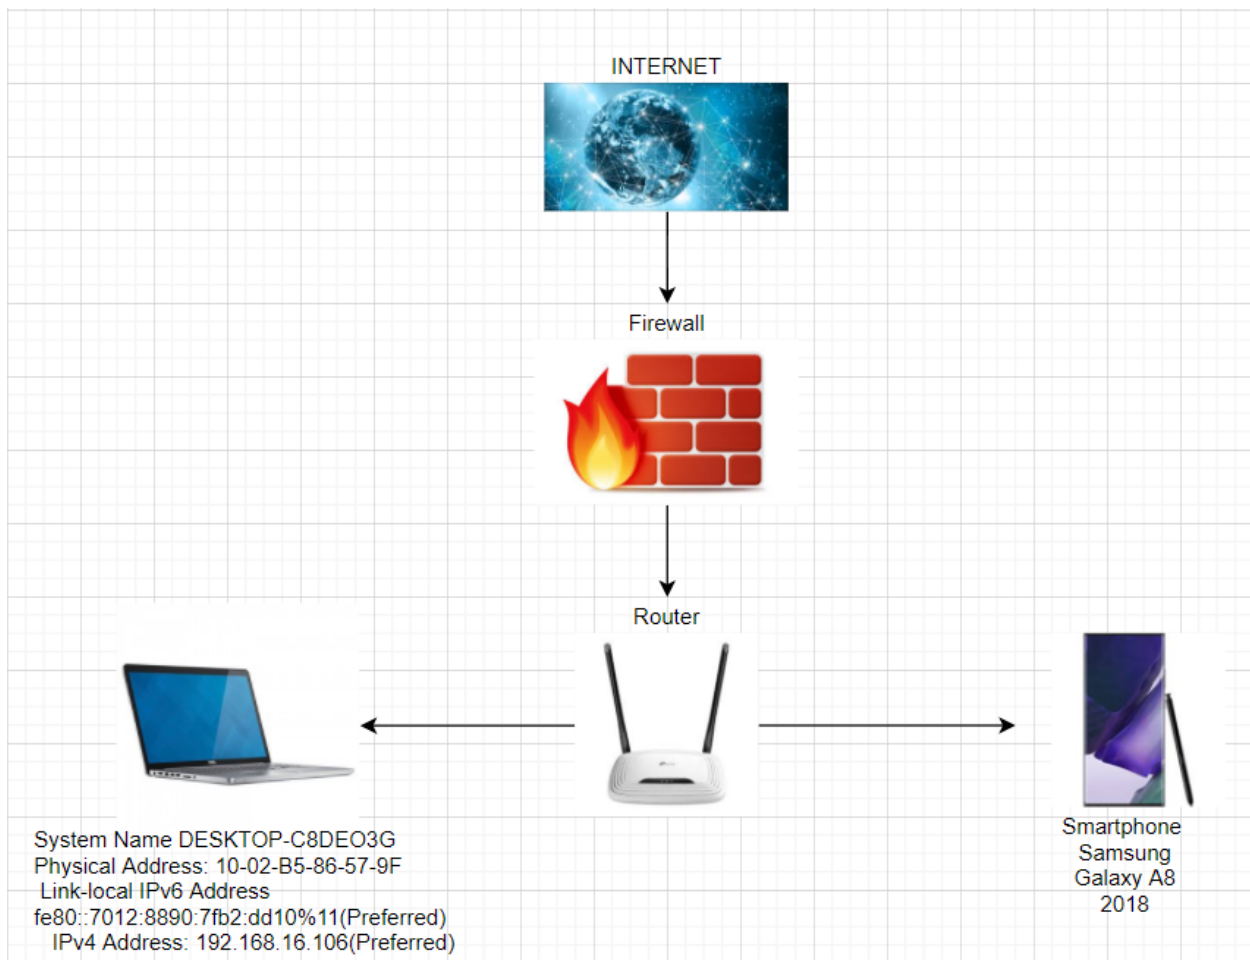 INTERNET
Firewall
Router
System Name DESKTOP-C8DEO3G
Physical Address: 10-02-B5-86-57-9F
Link-local IPv6 Address
fe80::7012:8890:7fb2:dd10%11(Preferred)
IPv4 Address: 192.168.16.106(Preferred)
Smartphone
Samsung
Galaxy A8
2018